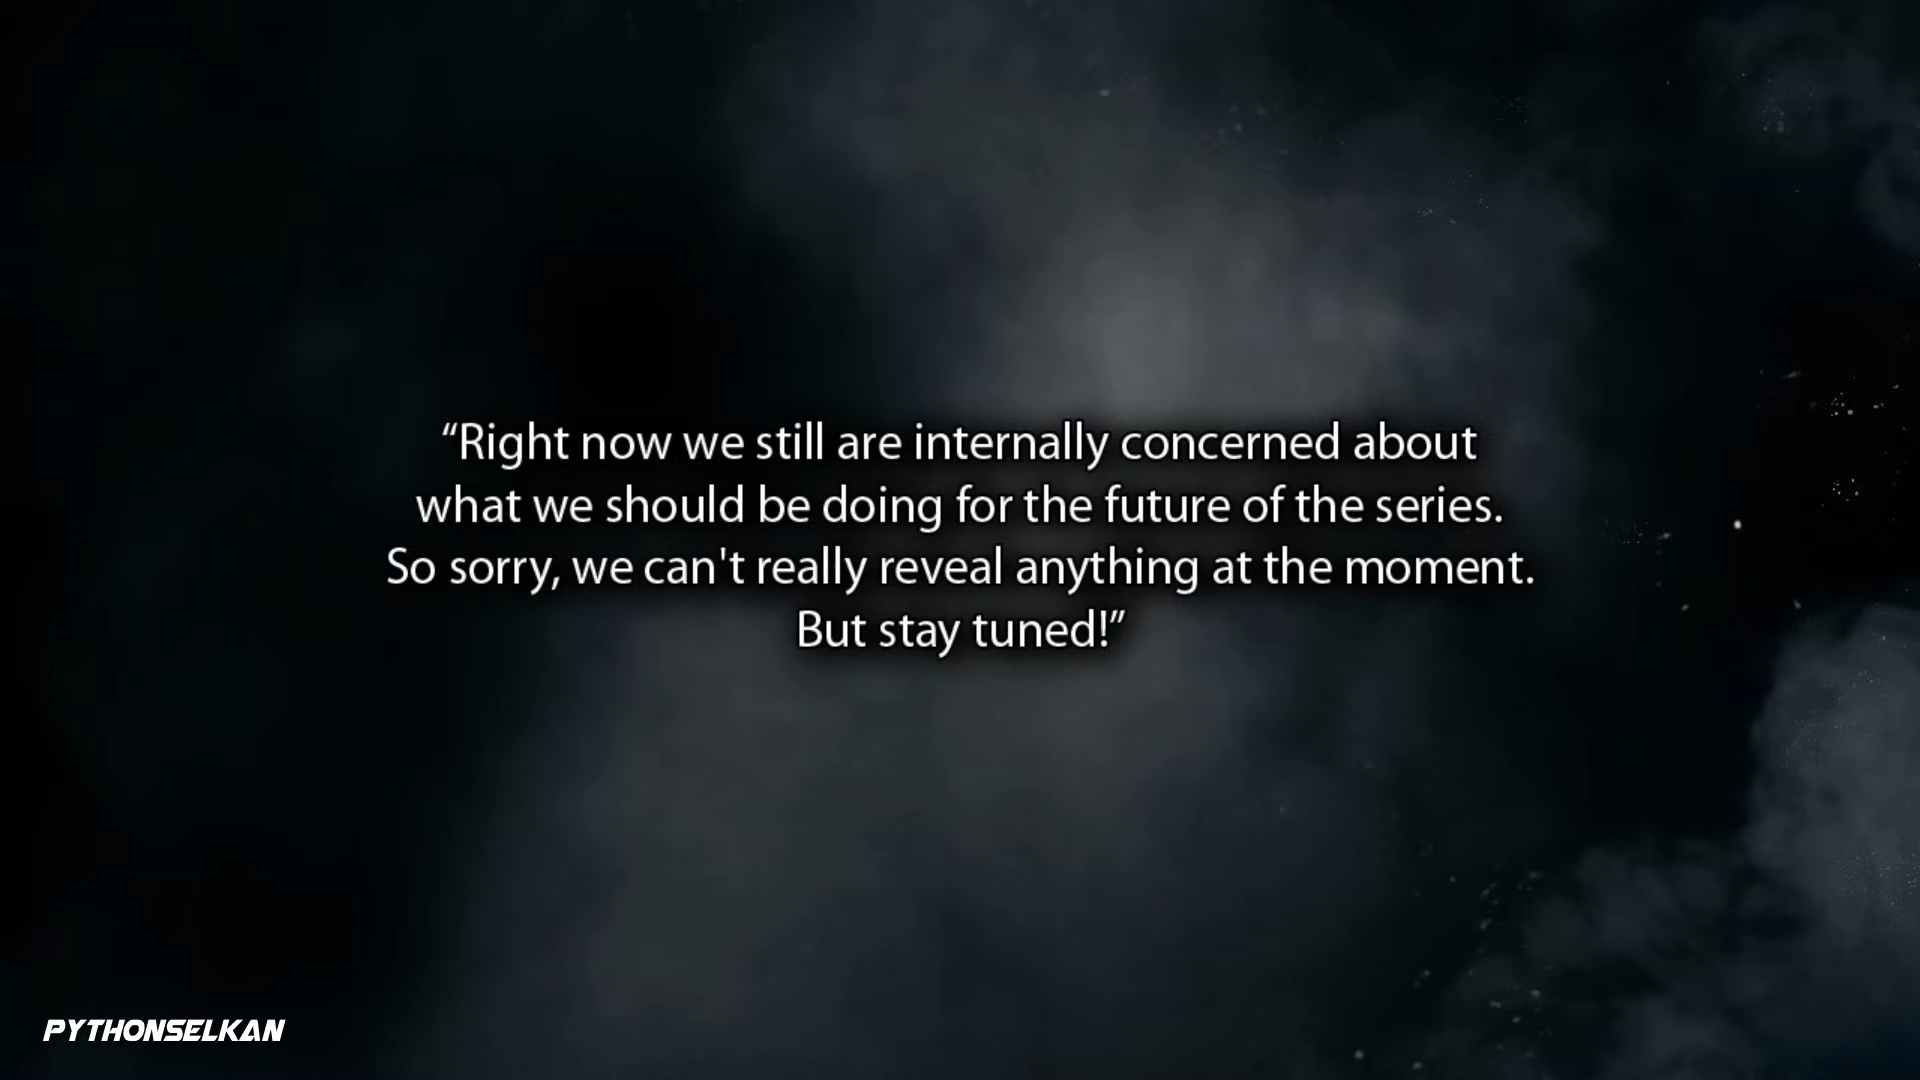 “Right now we still are internally concerned about
what we should be doing for the future of the series.
So sorry, we can't really reveal anything at the moment.
But stay tuned!”
PYTHONSELKAN